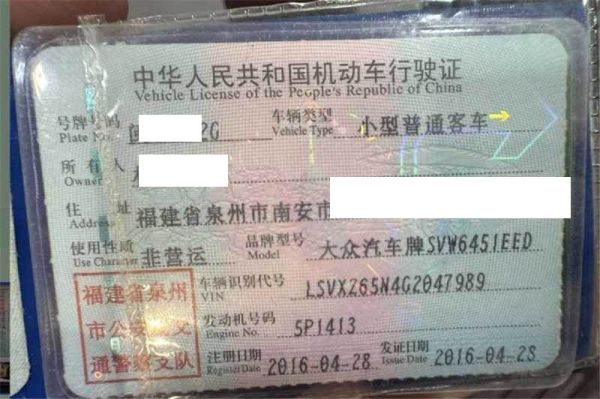 中华人民共和国机动车行驶证
Vehicle License of the People's Republic of China
号牌号码 2G 车辆类型 小型普通客车
Plate No. Vehicle Type
所有人
Owner
住址 福建省泉州市南安市
Address
使用性质 非营运 品牌型号 大众汽车牌SVW6451EED
Use Character Model
福建省泉州 车辆识别代号 LSVXZ65N4G2047989
VIN
市公安局交 发动机号码 5P1413
Engine No.
通警察支队 注册日期 2016-04-28 发证日期 2016-04-28
Register Date Issue Date